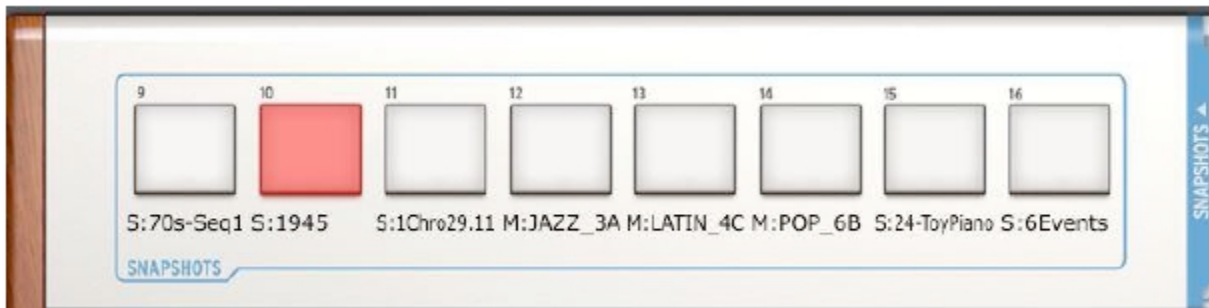 9 10 11 12 13 14 15 16
S:70s-Seq1 S:1945 S:1Chro29.11 M:JAZZ_3A M:LATIN_4C M:POP_6B S:24-ToyPiano S:6Events
SNAPSHOTS
SNAPSHOTS ▲